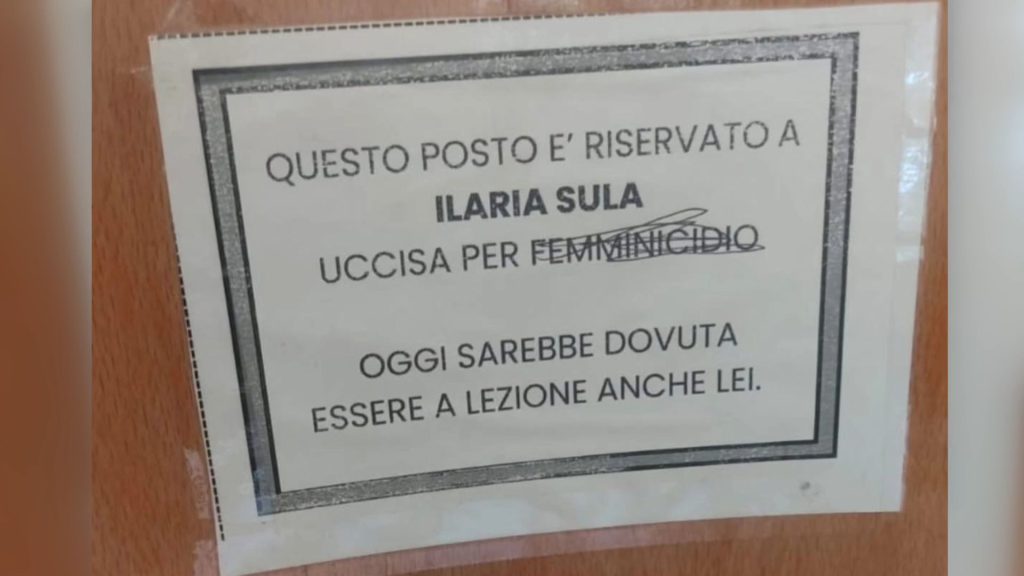 QUESTO POSTO E' RISERVATO A
ILARIA SULA
UCCISA PER FEMMINICIDIO
OGGI SAREBBE DOVUTA
ESSERE A LEZIONE ANCHE LEI.